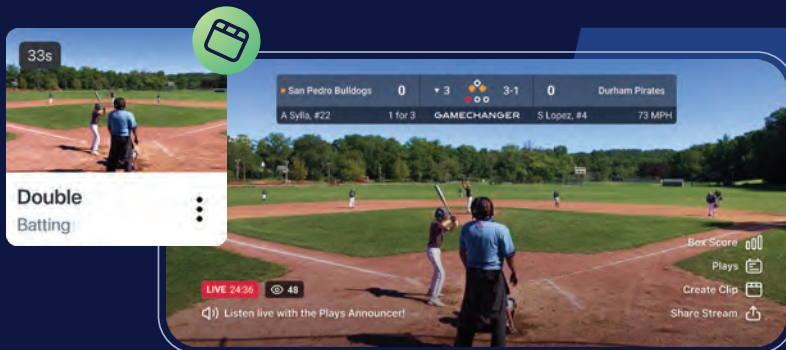 33s
Double
Batting
San Pedro Bulldogs 0 ▼ 3 3-1 0 Durham Pirates
A Sylla, #22 1 for 3 GAMECHANGER S Lopez, #4 73 MPH
Box Score
Plays
Create Clip
Share Stream
LIVE 24:36 48
Listen live with the Plays Announcer!